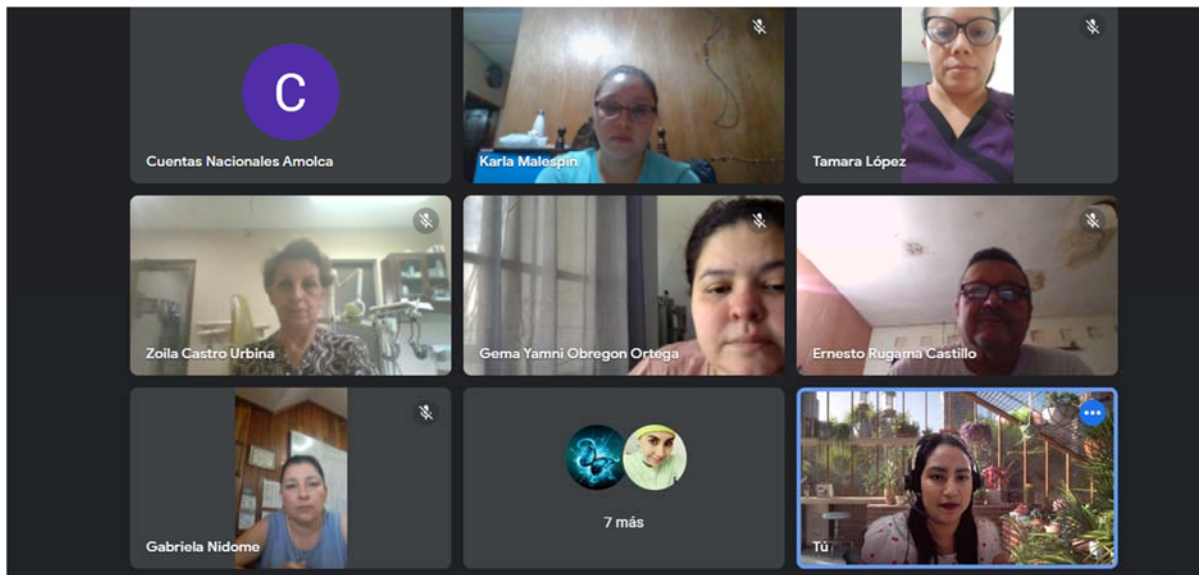 C
Cuentas Nacionales Amolca
Karla Malespin
Tamara López
Zoila Castro Urbina
Gema Yamni Obregon Ortega
Ernesto Rugama Castillo
Gabriela Nidome
7 más
Tú